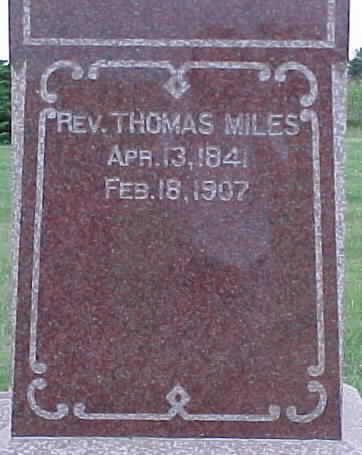 REV. THOMAS MILES
APR. 13, 1841
FEB. 18, 1907